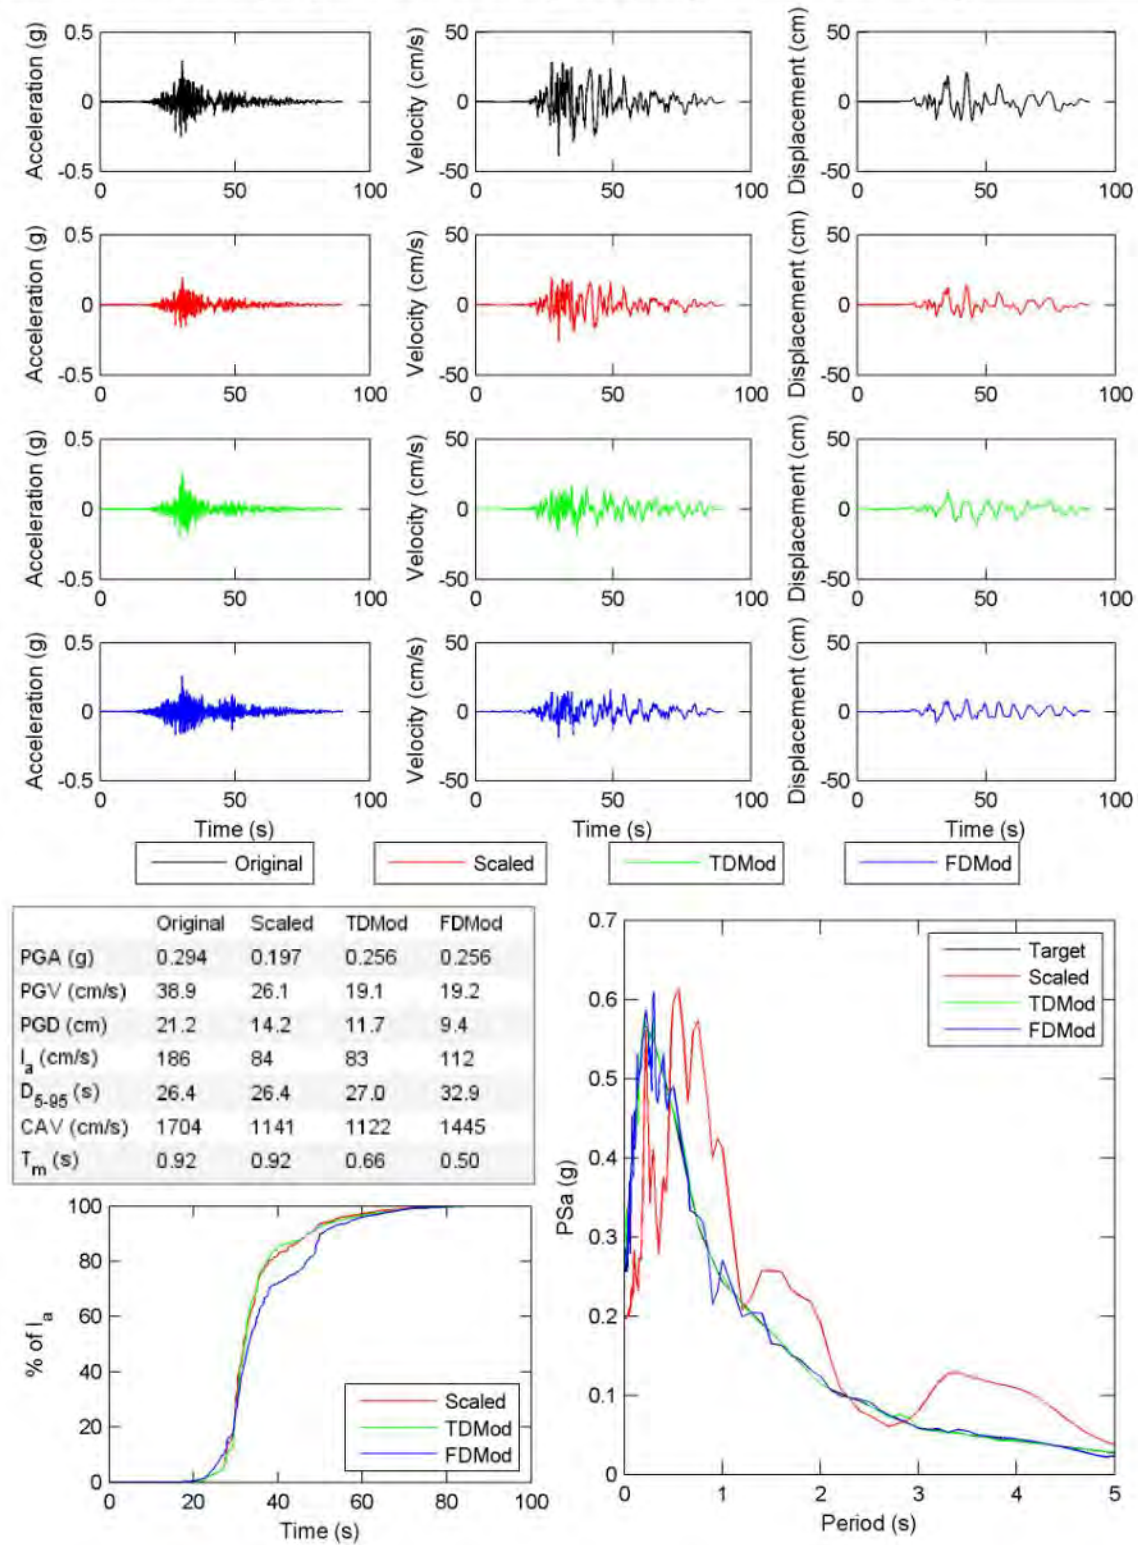 Acceleration (g)
0.5
0
-0.5
0 50 100
Velocity (cm/s)
50
0
-50
0 50 100
Displacement (cm)
50
0
-50
0 50 100
Acceleration (g)
0.5
0
-0.5
0 50 100
Velocity (cm/s)
50
0
-50
0 50 100
Displacement (cm)
50
0
-50
0 50 100
Acceleration (g)
0.5
0
-0.5
0 50 100
Velocity (cm/s)
50
0
-50
0 50 100
Displacement (cm)
50
0
-50
0 50 100
Acceleration (g)
0.5
0
-0.5
0 50 100
Time (s)
Velocity (cm/s)
50
0
-50
0 50 100
Time (s)
Displacement (cm)
50
0
-50
0 50 100
Time (s)
Original
Scaled
TDMod
FDMod
Original Scaled TDMod FDMod
PGA (g) 0.294 0.197 0.256 0.256
PGV (cm/s) 38.9 26.1 19.1 19.2
PGD (cm) 21.2 14.2 11.7 9.4
Ia (cm/s) 186 84 83 112
D5-95 (s) 26.4 26.4 27.0 32.9
CAV (cm/s) 1704 1141 1122 1445
Tm (s) 0.92 0.92 0.66 0.50
% of Ia
100
80
60
40
20
0
0 20 40 60 80 100
Time (s)
Scaled
TDMod
FDMod
PSa (g)
0.7
0.6
0.5
0.4
0.3
0.2
0.1
0
0 1 2 3 4 5
Period (s)
Target
Scaled
TDMod
FDMod